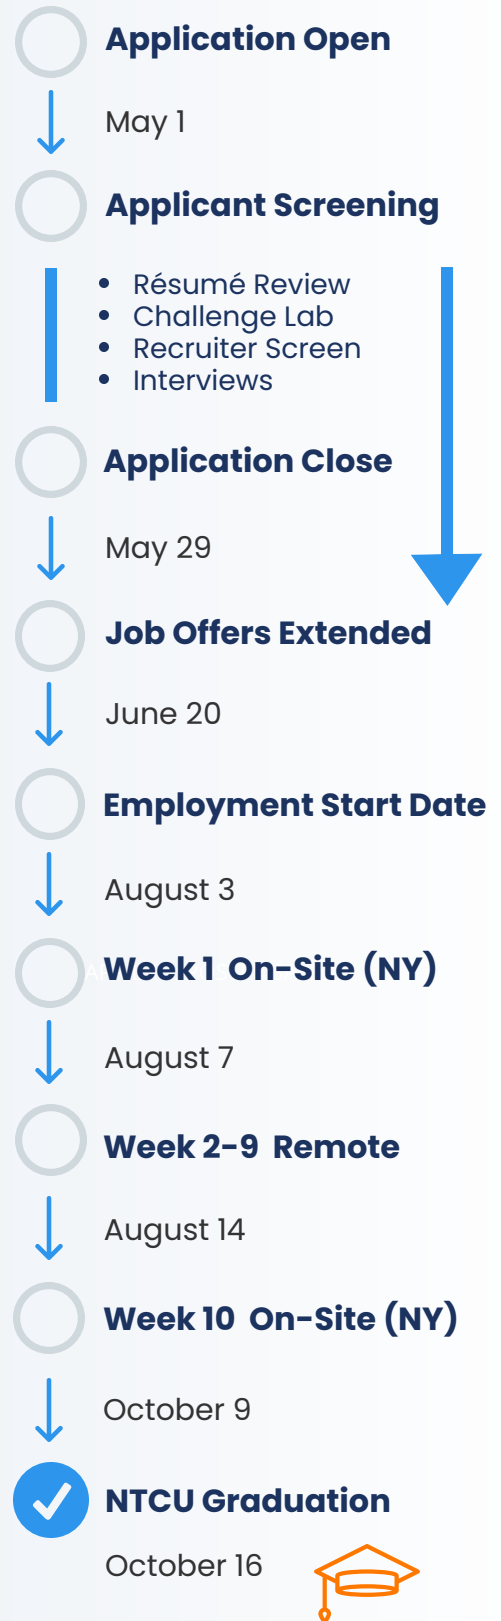 Application Open
May 1
Applicant Screening
• Résumé Review
• Challenge Lab
• Recruiter Screen
• Interviews
Application Close
May 29
Job Offers Extended
June 20
Employment Start Date
August 3
Week 1 On-Site (NY)
August 7
Week 2-9 Remote
August 14
Week 10 On-Site (NY)
October 9
NTCU Graduation
October 16